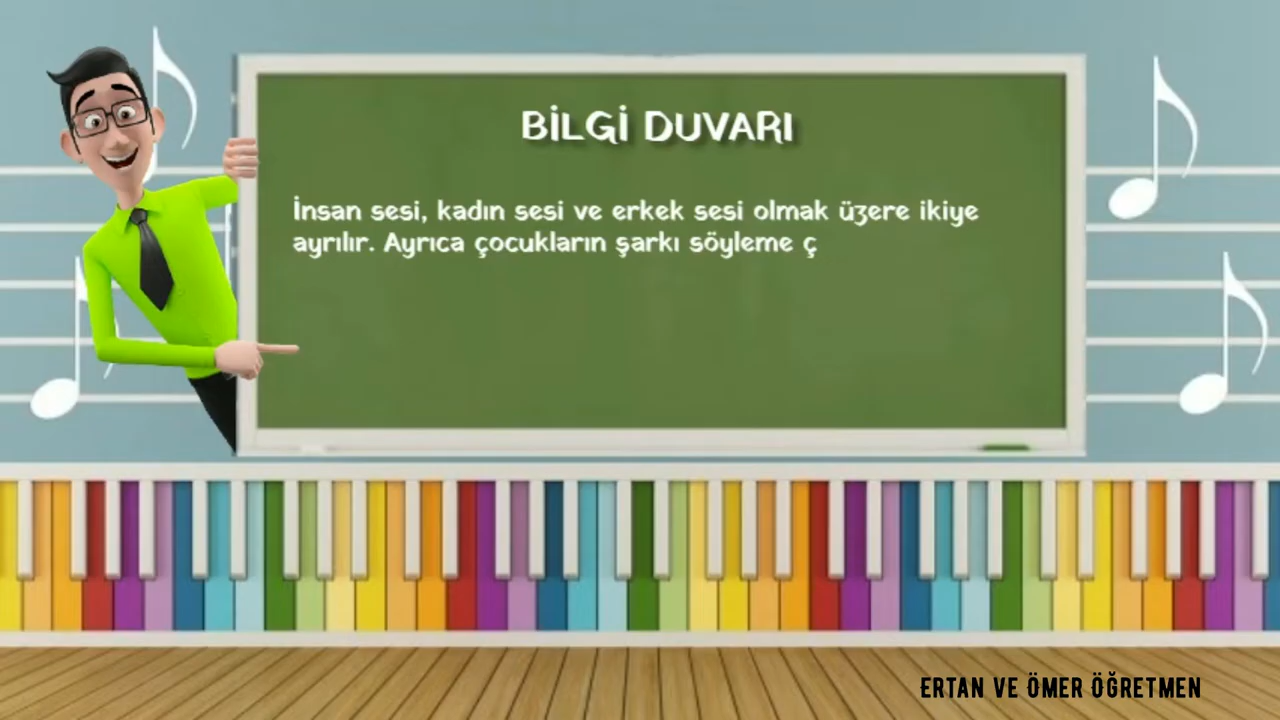 BİLGİ DUVARI
İnsan sesi, kadın sesi ve erkek sesi olmak üzere ikiye
ayrılır. Ayrıca çocukların şarkı söyleme ç
ERTAN VE ÖMER ÖĞRETMEN